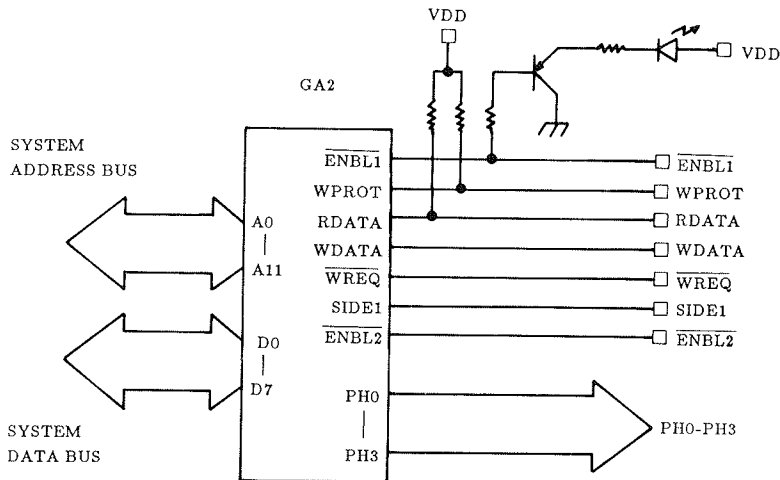 VDD
VDD
GA2
SYSTEM
ADDRESS BUS
A0
A11
D0
D7
SYSTEM
DATA BUS
ENBL1
WPROT
RDATA
WDATA
WREQ
SIDE1
ENBL2
PH0
PH3
ENBL1
WPROT
RDATA
WDATA
WREQ
SIDE1
ENBL2
PH0-PH3